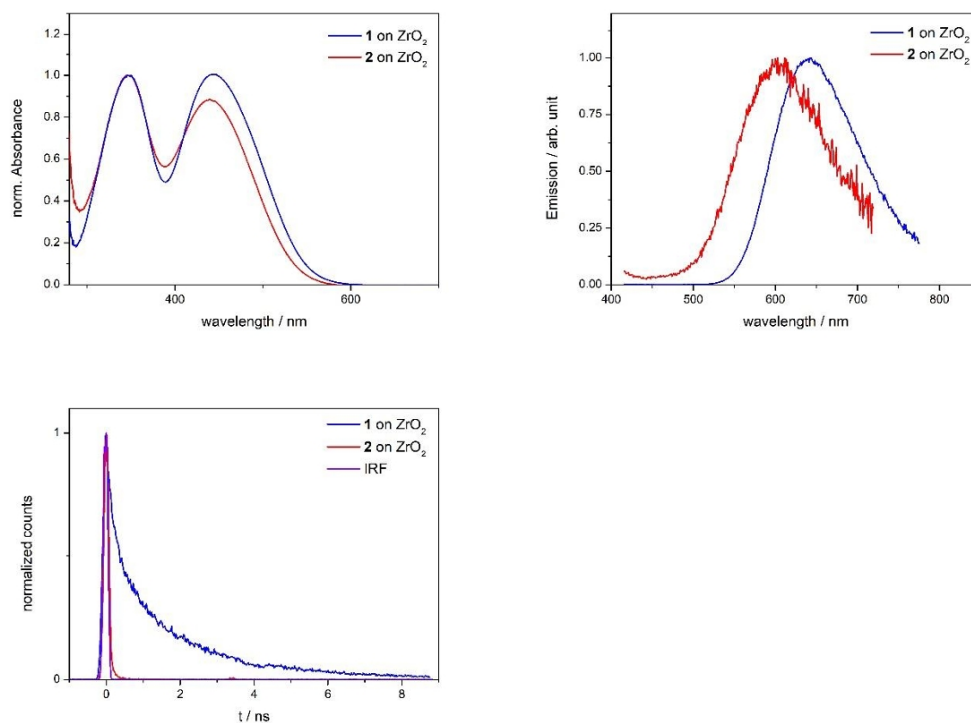 1 on ZrO₂
2 on ZrO₂
norm. Absorbance
1.2
1.0
0.8
0.6
0.4
0.2
0.0
400
600
wavelength / nm
1 on ZrO₂
2 on ZrO₂
Emission / arb. unit
1.00
0.75
0.50
0.25
0.00
400
500
600
700
800
wavelength / nm
1 on ZrO₂
2 on ZrO₂
IRF
normalized counts
1
0
0
2
4
6
8
t / ns